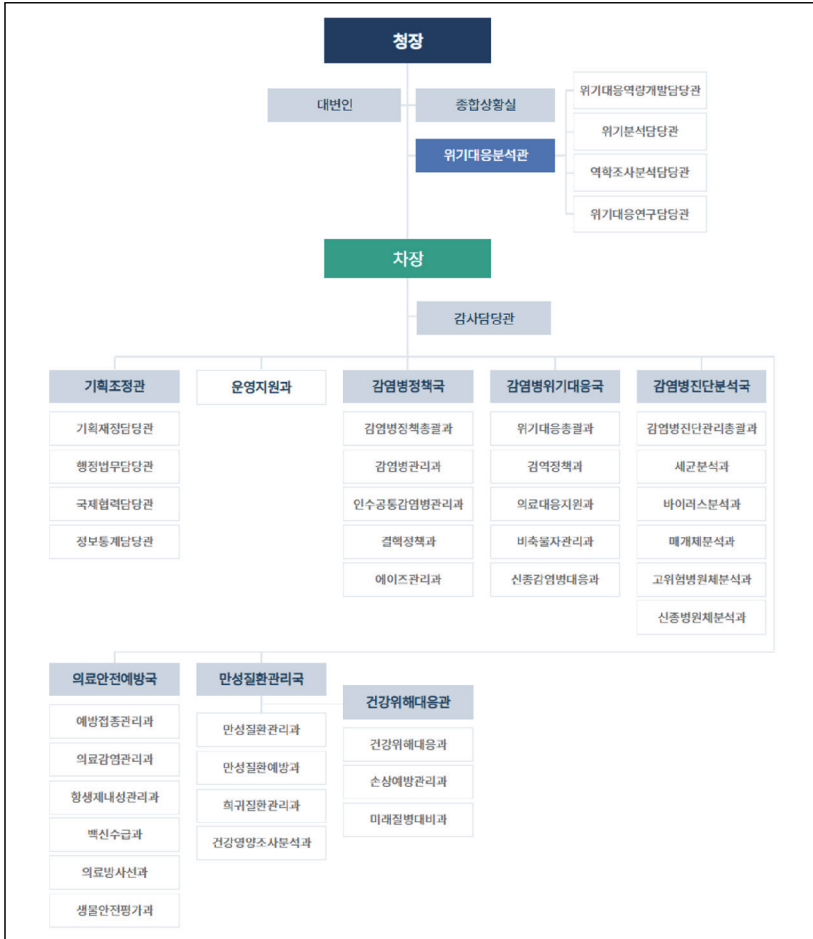 청장
대변인
종합상황실
위기대응분석관
위기대응역량개발담당관
위기분석담당관
역학조사분석담당관
위기대응연구담당관
차장
감사담당관
기획조정관
기획재정담당관
행정법무담당관
국제협력담당관
정보통계담당관
운영지원과
감염병정책국
감염병정책총괄과
감염병관리과
인수공통감염병관리과
결핵정책과
에이즈관리과
감염병위기대응국
위기대응총괄과
검역정책과
의료대응지원과
비축물자관리과
신종감염병대응과
감염병진단분석국
감염병진단관리총괄과
세균분석과
바이러스분석과
매개체분석과
고위험병원체분석과
신종병원체분석과
의료안전예방국
예방접종관리과
의료감염관리과
항생제내성관리과
백신수급과
의료방사선과
생물안전평가과
만성질환관리국
만성질환관리과
만성질환예방과
희귀질환관리과
건강영양조사분석과
건강위해대응관
건강위해대응과
손상예방관리과
미래질병대비과